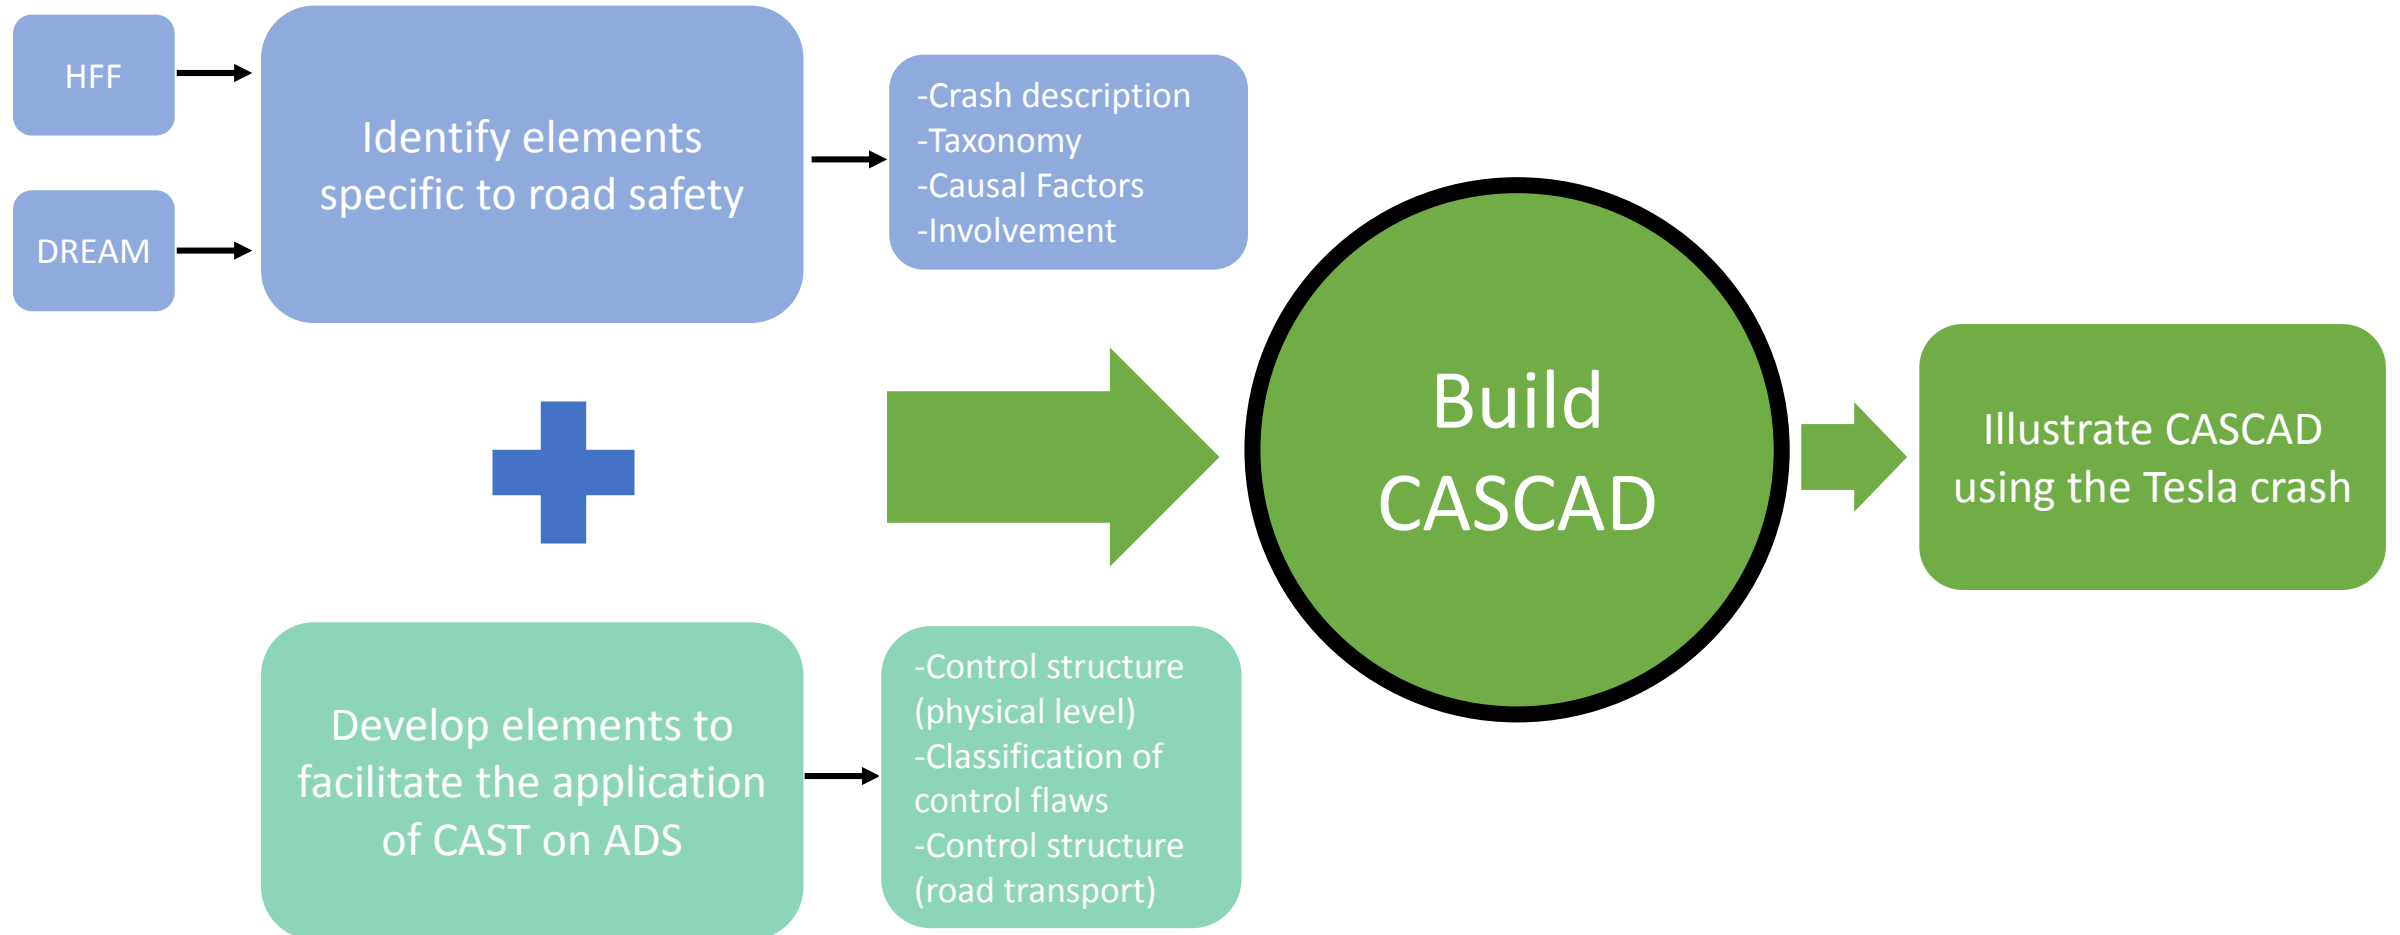 HFF
DREAM
Identify elements
specific to road safety
-Crash description
-Taxonomy
-Causal Factors
-Involvement
Develop elements to
facilitate the application
of CAST on ADS
-Control structure
(physical level)
-Classification of
control flaws
-Control structure
(road transport)
Build
CASCAD
Illustrate CASCAD
using the Tesla crash